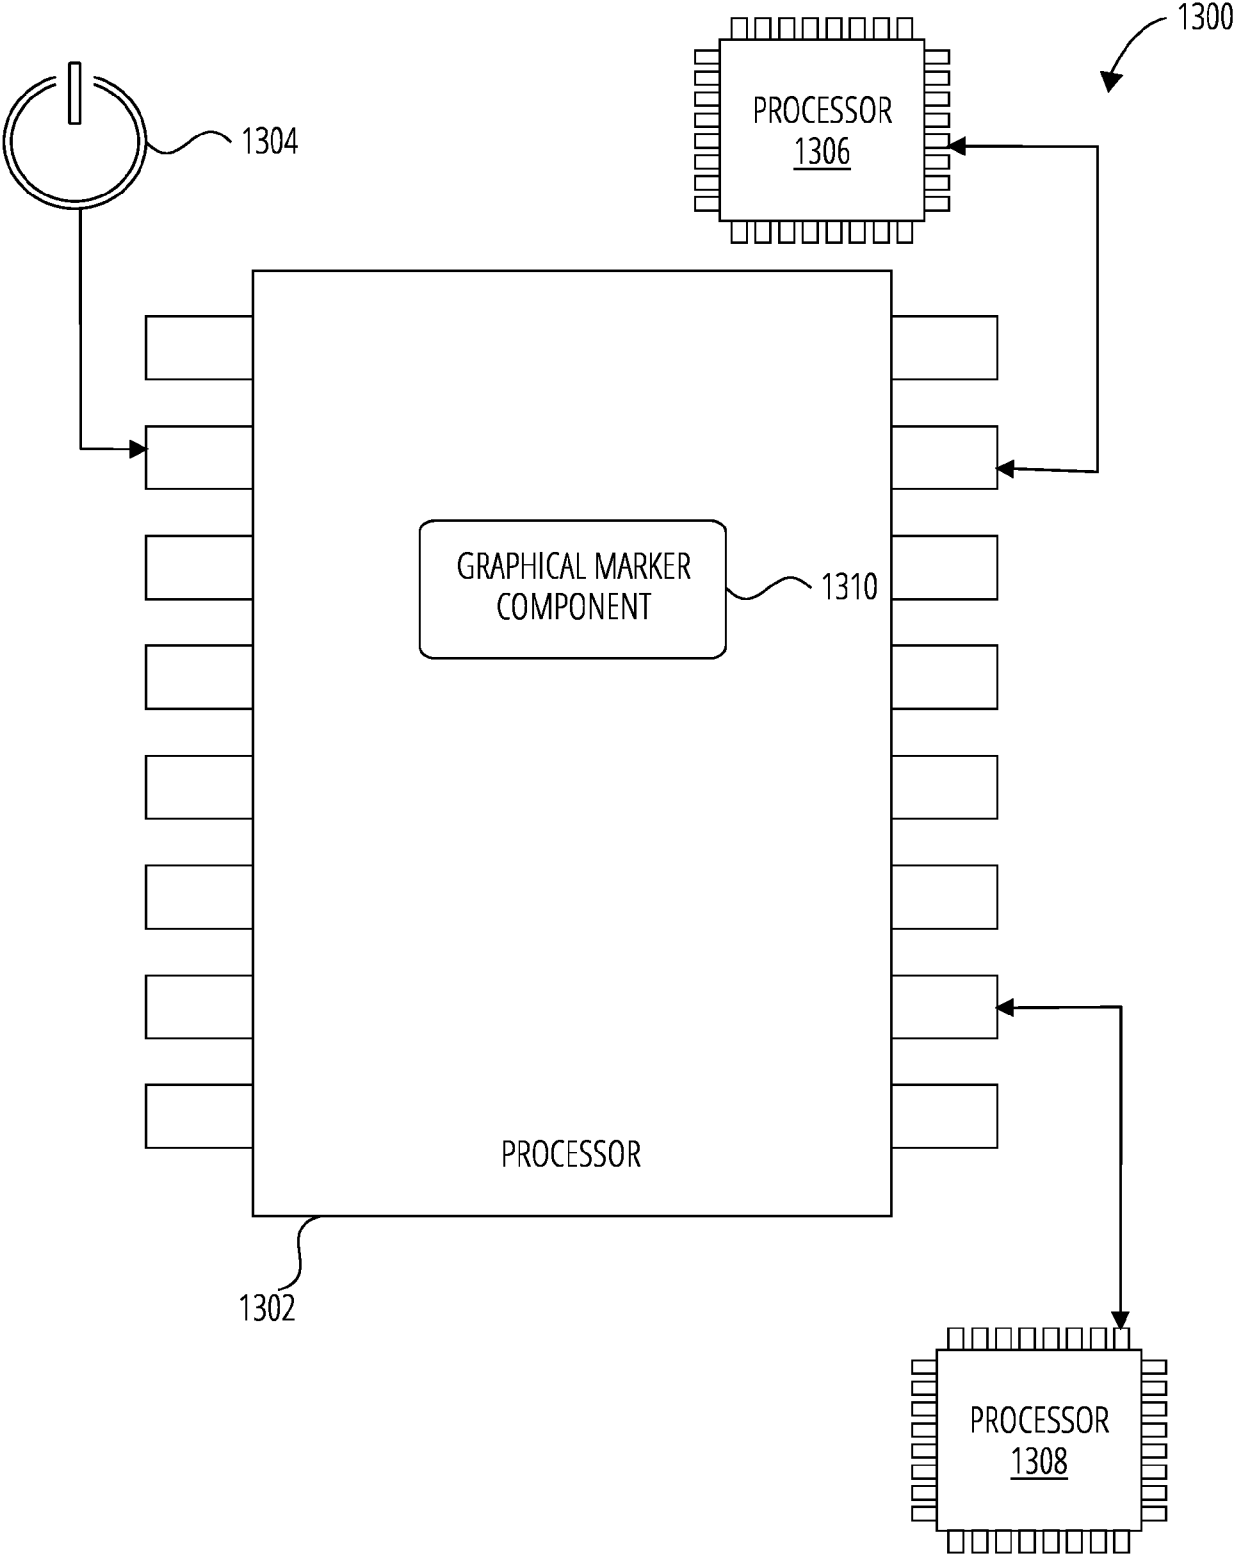 1300
PROCESSOR
1306
1304
GRAPHICAL MARKER
COMPONENT
1310
PROCESSOR
1302
PROCESSOR
1308